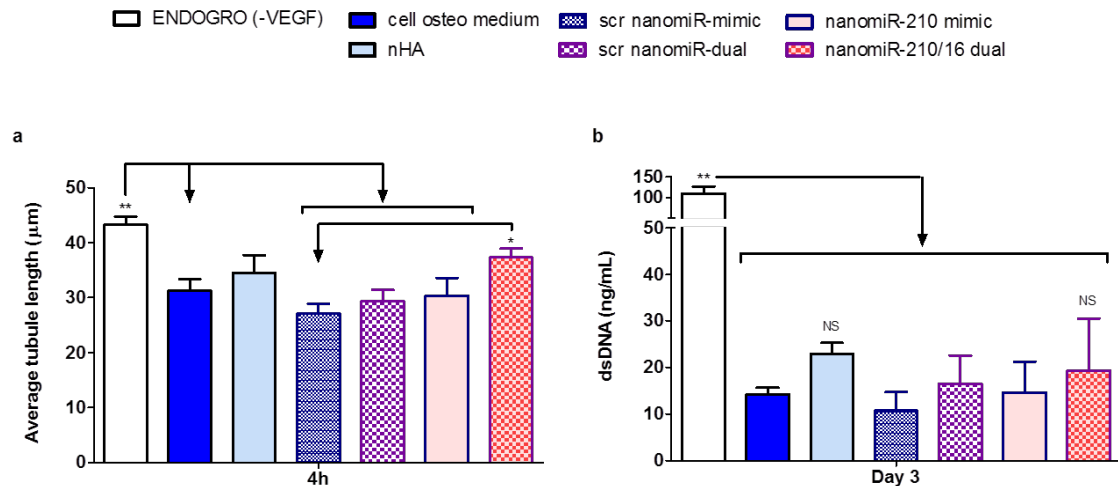 ENDOGRO (-VEGF) cell osteo medium scr nanomiR-mimic nanomiR-210 mimic
nHA scr nanomiR-dual nanomiR-210/16 dual
a
Average tubule length (μm)
50
40
30
20
10
0
**
*
4h
b
dsDNA (ng/mL)
150
100
50
40
30
20
10
0
**
NS
NS
Day 3